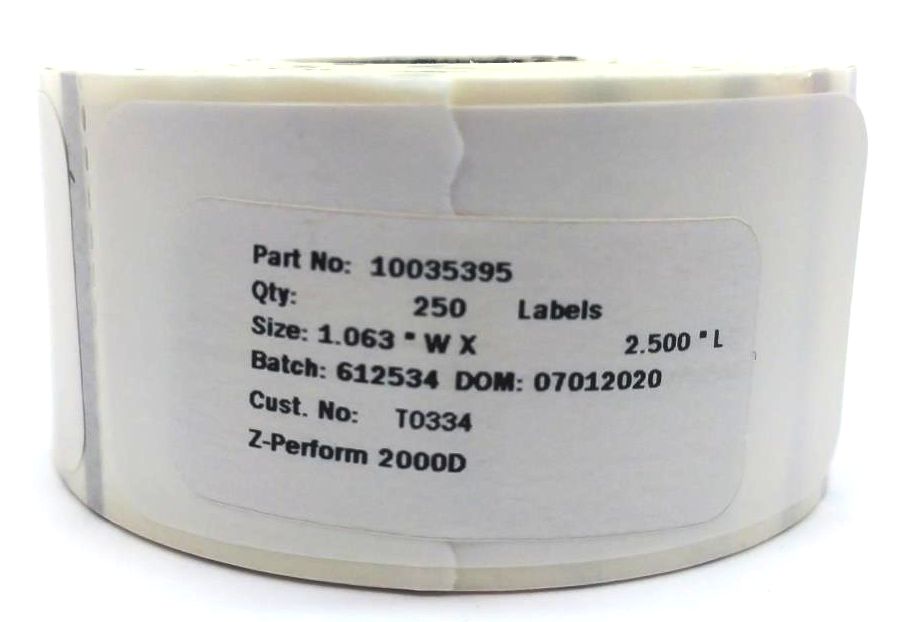 Part No: 10035395
Qty: 250 Labels
Size: 1.063 " W X 2.500 " L
Batch: 612534 DOM: 07012020
Cust. No: T0334
Z-Perform 2000D